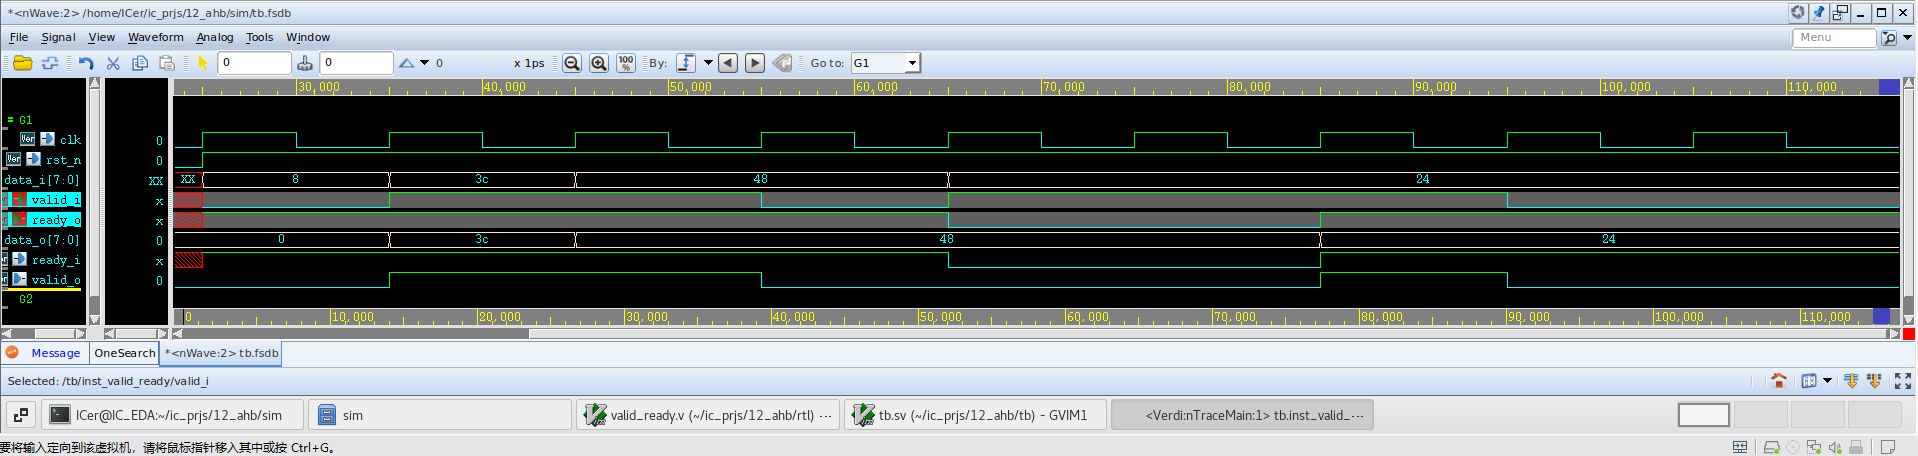 *<nWave:2> /home/ICer/ic_prjs/12_ahb/sim/tb.fsdb
File Signal View Waveform Analog Tools Window Menu
0 0 0 x 1ps 100% By: Go to: G1
30,000 40,000 50,000 60,000 70,000 80,000 90,000 100,000 110,000
= G1
Ver clk 0
Ver rst_n 0
data_i[7:0] XX XX 8 3c 48 24
valid_i x
ready_o x
data_o[7:0] 0 0 3c 48 24
ready_i x
valid_o 0
G2
0 10,000 20,000 30,000 40,000 50,000 60,000 70,000 80,000 90,000 100,000 110,000
Message OneSearch *<nWave:2> tb.fsdb
Selected: /tb/inst_valid_ready/valid_i
ICer@IC_EDA:~/ic_prjs/12_ahb/sim sim valid_ready.v (~/ic_prjs/12_ahb/rtl) ··· tb.sv (~/ic_prjs/12_ahb/tb) - GVIM1 <Verdi:nTraceMain:1> tb.inst_valid_···
要将输入定向到该虚拟机，请将鼠标指针移入其中或按 Ctrl+G。